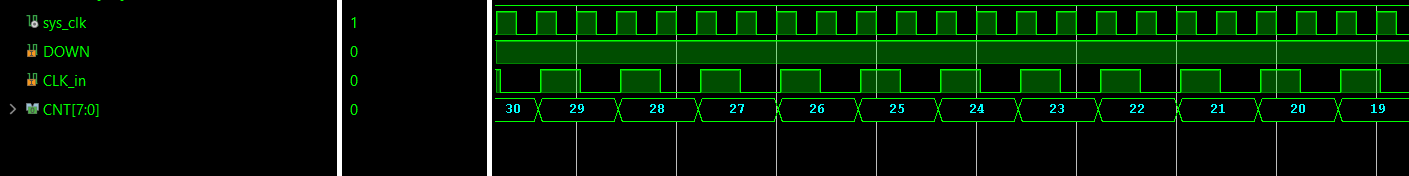 sys_clk 1
DOWN 0
CLK_in 0
CNT[7:0] 0 30 29 28 27 26 25 24 23 22 21 20 19